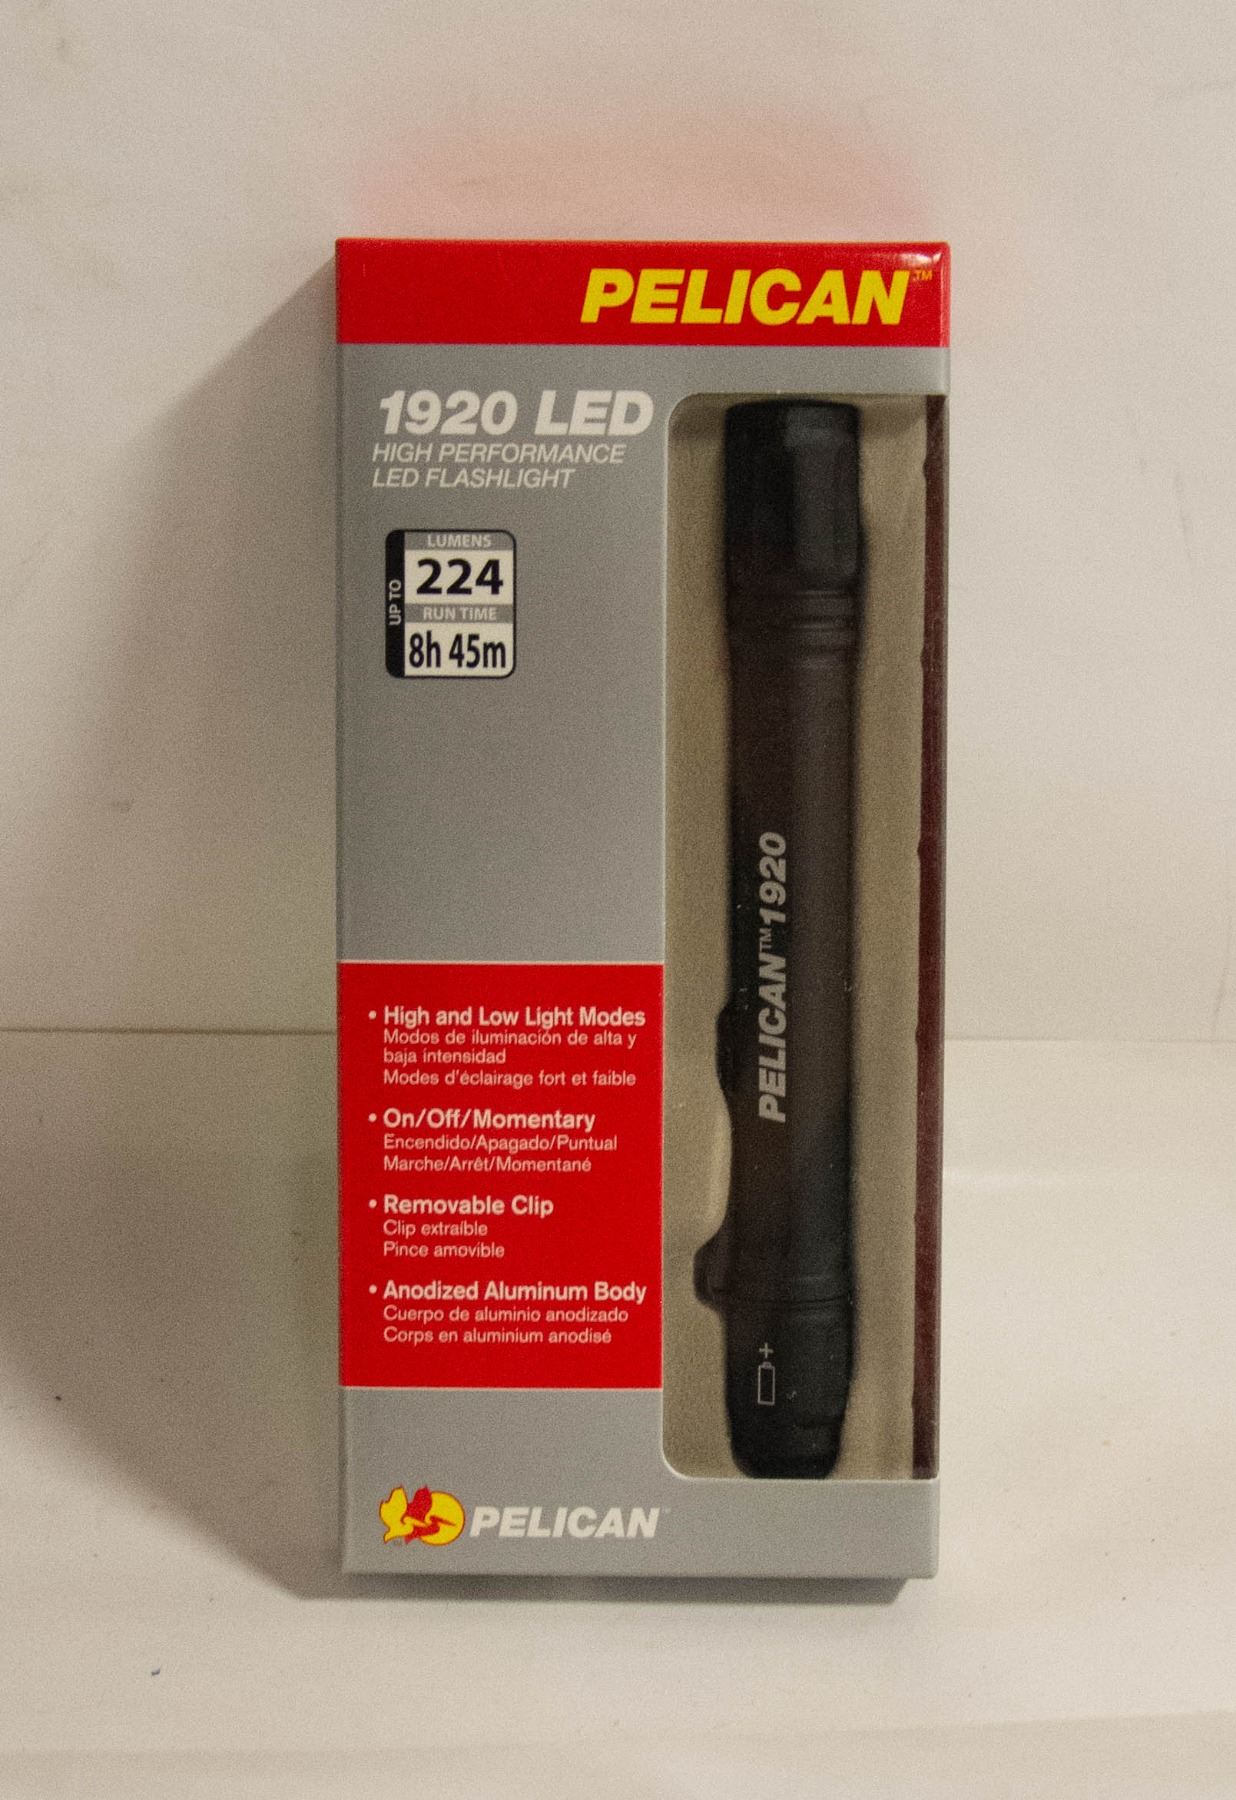 PELICAN™
1920 LED
HIGH PERFORMANCE
LED FLASHLIGHT
UP TO
LUMENS
224
RUN TIME
8h 45m
PELICAN™ 1920
• High and Low Light Modes
Modos de iluminación de alta y
baja intensidad
Modes d'éclairage fort et faible
• On/Off/Momentary
Encendido/Apagado/Puntual
Marche/Arrêt/Momentané
• Removable Clip
Clip extraíble
Pince amovible
• Anodized Aluminum Body
Cuerpo de aluminio anodizado
Corps en aluminium anodisé
+
PELICAN™